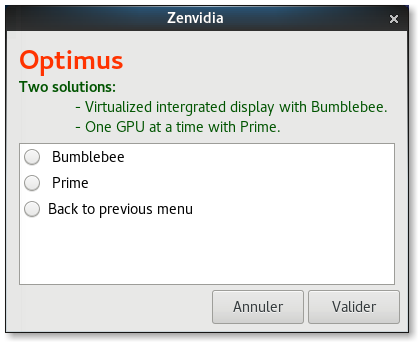 Zenvidia
Optimus
Two solutions:
- Virtualized intergrated display with Bumblebee.
- One GPU at a time with Prime.
Bumblebee
Prime
Back to previous menu
Annuler Valider